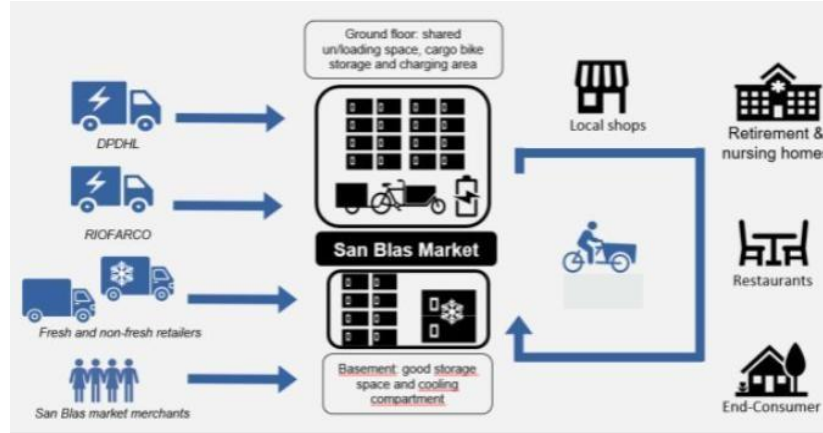 Ground floor: shared
un/loading space, cargo bike
storage and charging area
DPDHL
RIOFARCO
Fresh and non-fresh retailers
San Blas market merchants
San Blas Market
Basement: good storage
space and cooling
compartment
Local shops
Retirement &
nursing homes
Restaurants
End-Consumer